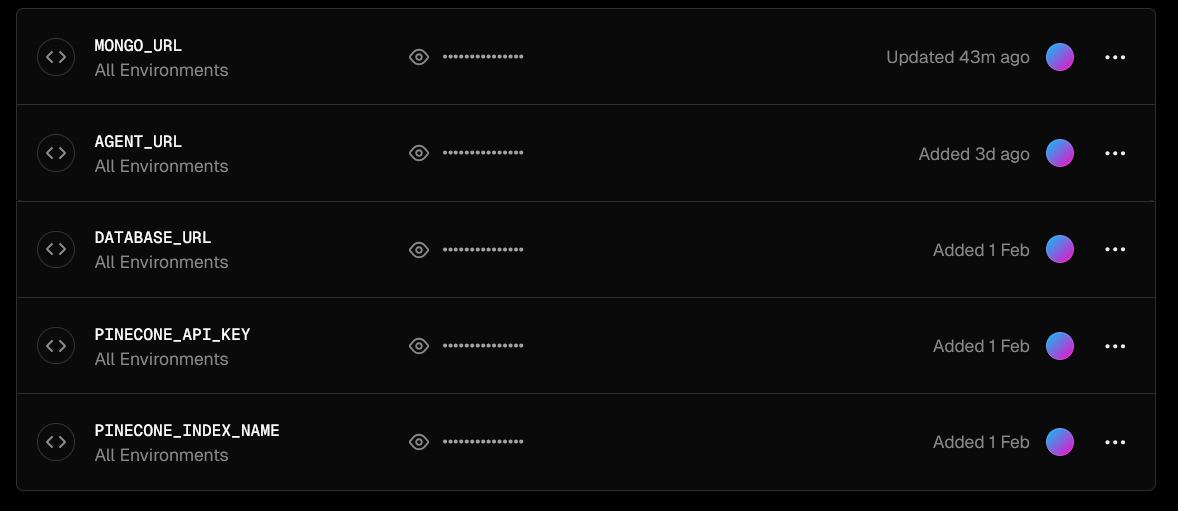 MONGO_URL
All Environments
•••••••••••••••
Updated 43m ago
AGENT_URL
All Environments
•••••••••••••••
Added 3d ago
DATABASE_URL
All Environments
•••••••••••••••
Added 1 Feb
PINECONE_API_KEY
All Environments
•••••••••••••••
Added 1 Feb
PINECONE_INDEX_NAME
All Environments
•••••••••••••••
Added 1 Feb